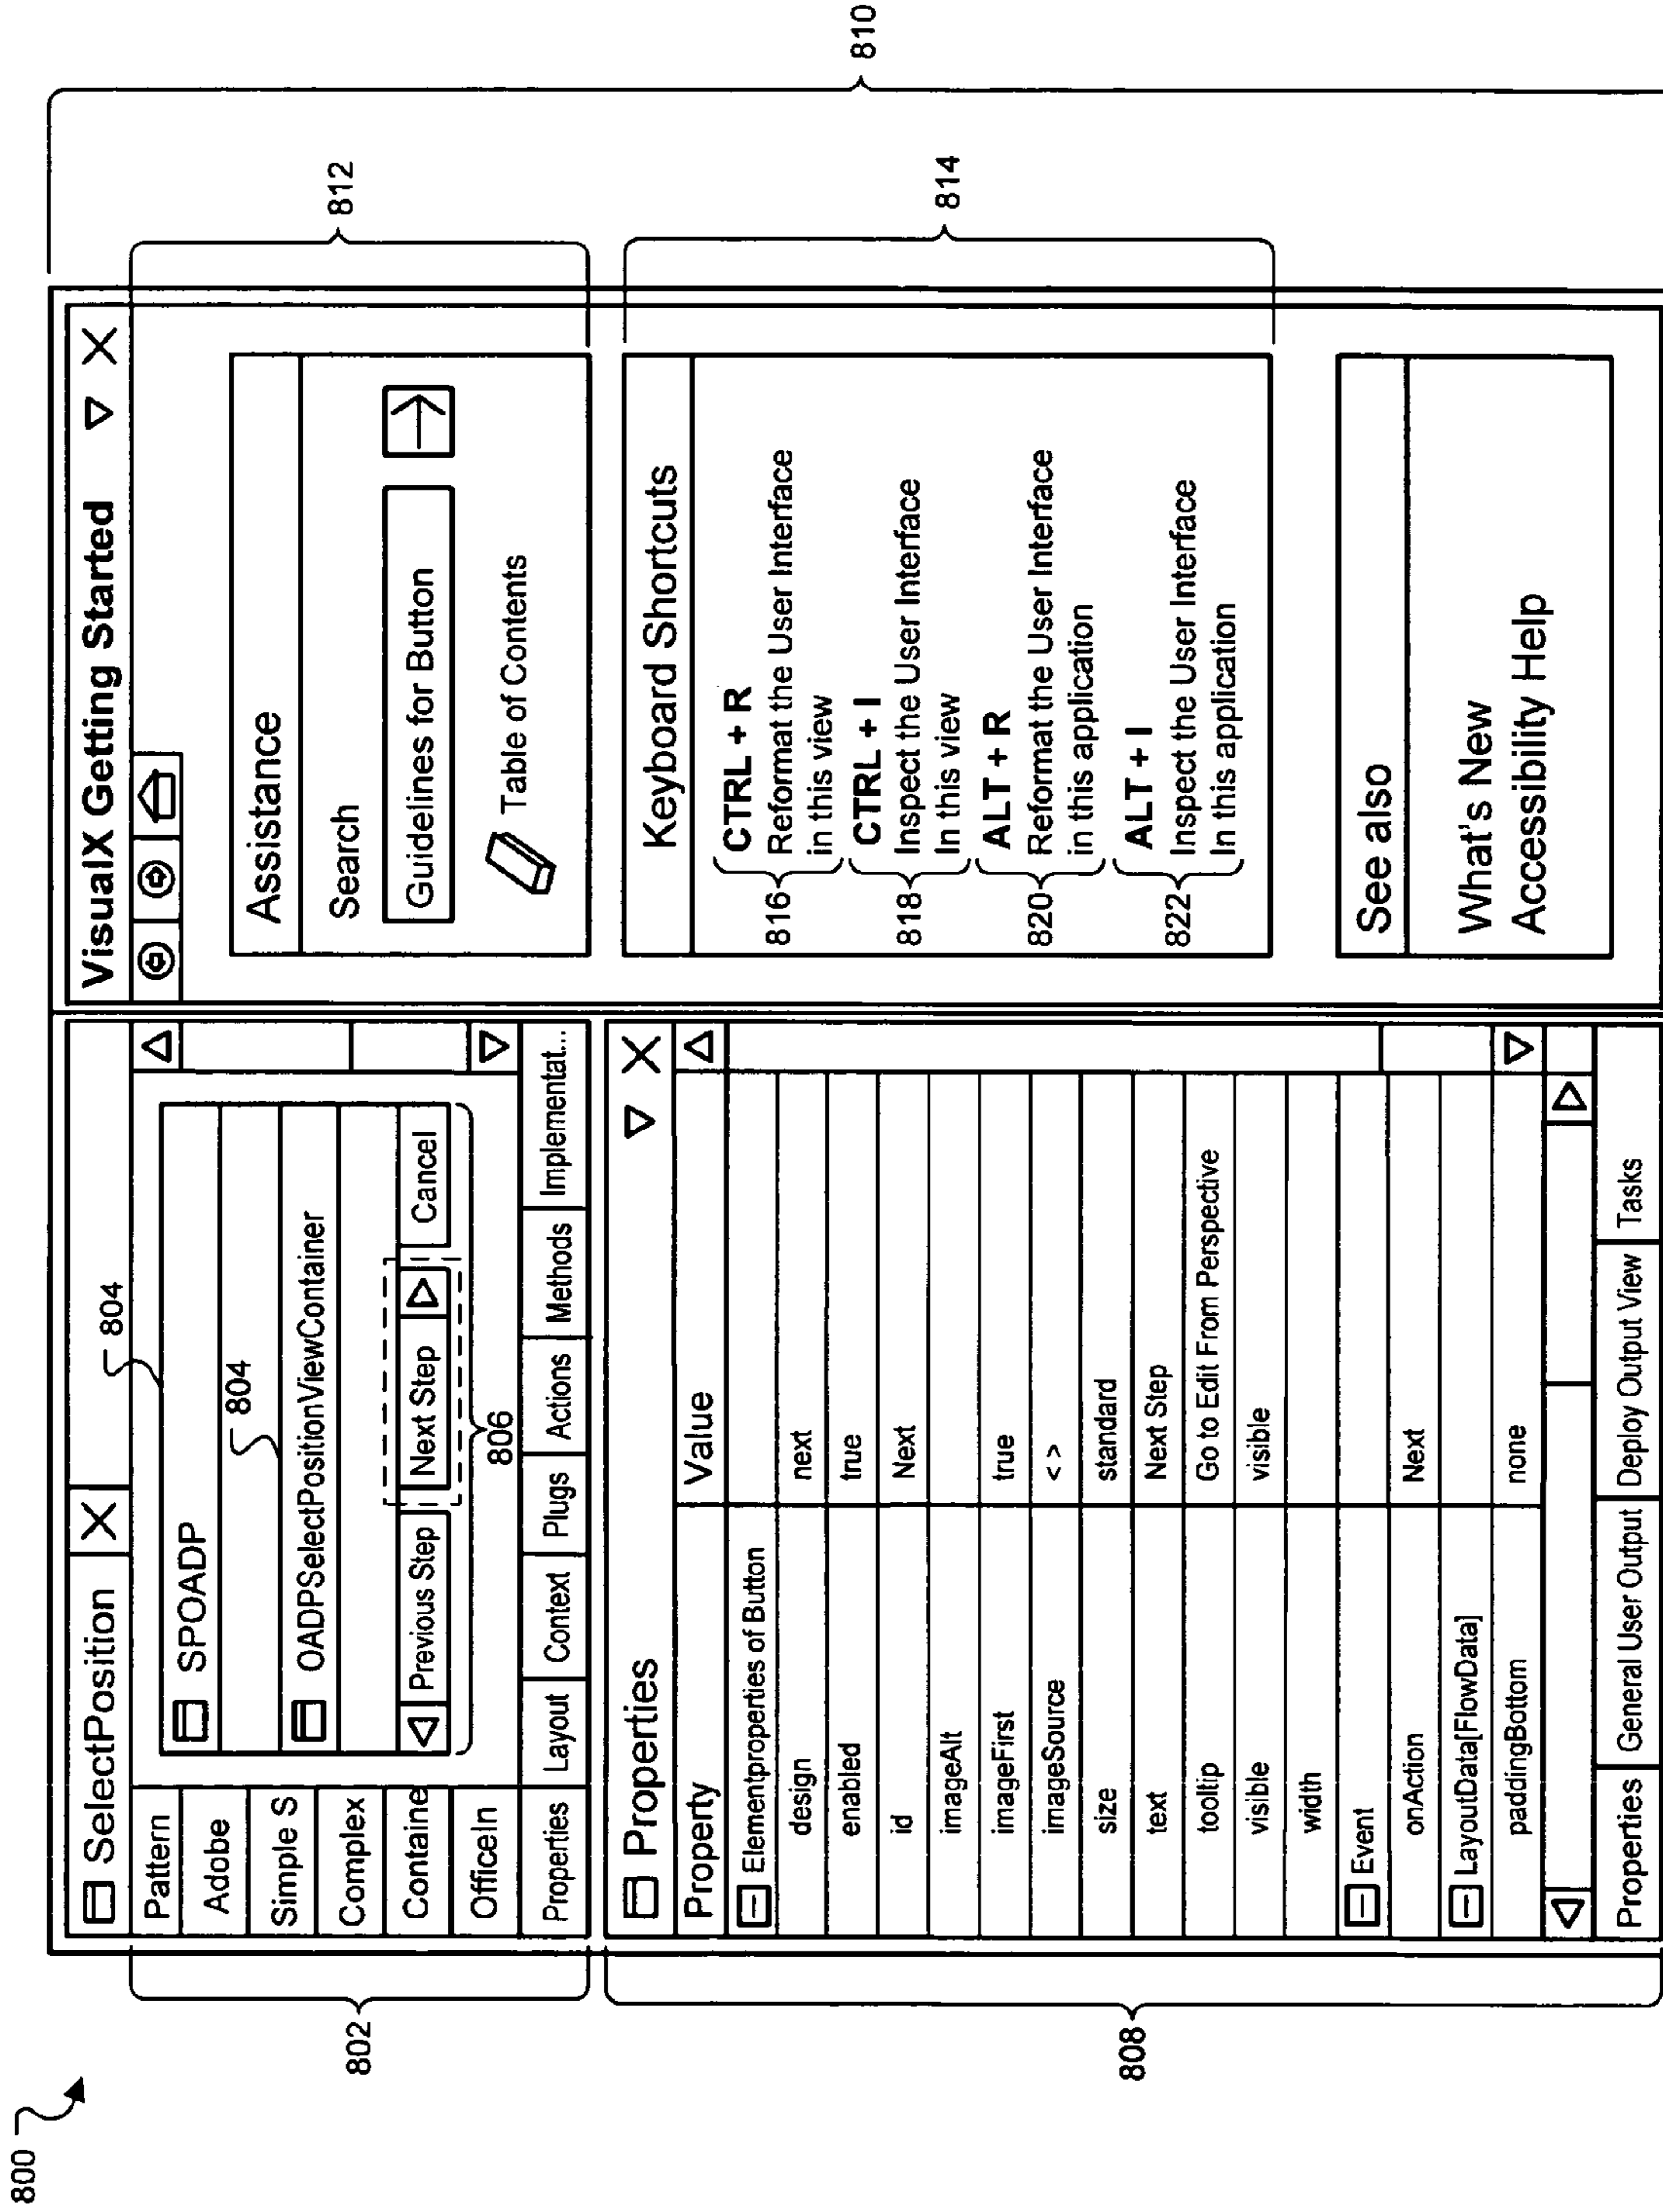 800
810
812
814
802
804
804
806
808
SelectPosition
Pattern
Adobe
Simple S
Complex
Containe
OfficeIn
SPOADP
OADPSelectPositionViewContainer
Previous Step
Next Step
Cancel
Properties
Layout
Context
Plugs
Actions
Methods
Implementat...
Properties
Property Value
Elementproperties of Button
design next
enabled true
id Next
imageAlt
imageFirst true
imageSource < >
size standard
text Next Step
tooltip Go to Edit From Perspective
visible visible
width
Event
onAction Next
LayoutData[FlowData]
paddingBottom none
Properties
General User Output
Deploy Output View
Tasks
VisualX Getting Started
Assistance
Search
Guidelines for Button
Table of Contents
Keyboard Shortcuts
816
CTRL + R
Reformat the User Interface
in this view
818
CTRL + I
Inspect the User Interface
In this view
820
ALT + R
Reformat the User Interface
in this application
822
ALT + I
Inspect the User Interface
In this application
See also
What's New
Accessibility Help